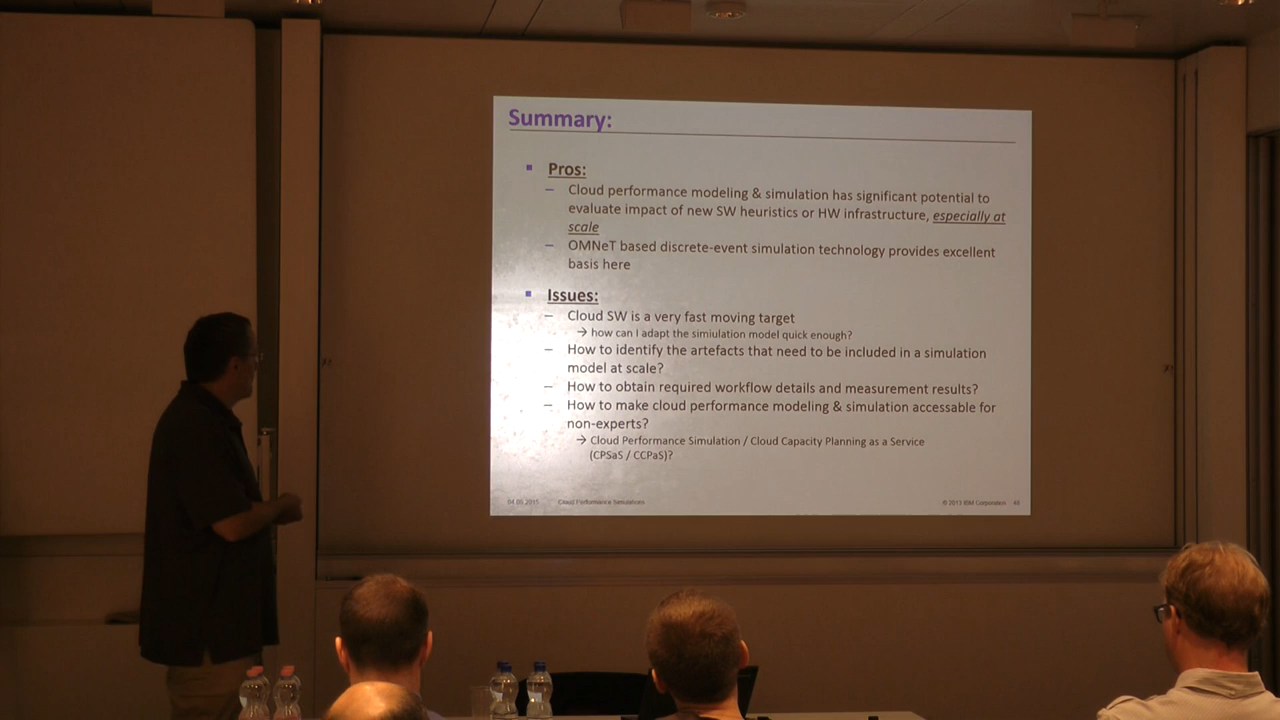 Summary:
Pros:
– Cloud performance modeling & simulation has significant potential to
evaluate impact of new SW heuristics or HW infrastructure, especially at
scale
– OMNeT based discrete-event simulation technology provides excellent
basis here
Issues:
– Cloud SW is a very fast moving target
→ how can I adapt the simiulation model quick enough?
– How to identify the artefacts that need to be included in a simulation
model at scale?
– How to obtain required workflow details and measurement results?
– How to make cloud performance modeling & simulation accessable for
non-experts?
→ Cloud Performance Simulation / Cloud Capacity Planning as a Service
(CPSaS / CCPaS)?
Cloud Performance Simulations © 2013 IBM Corporation